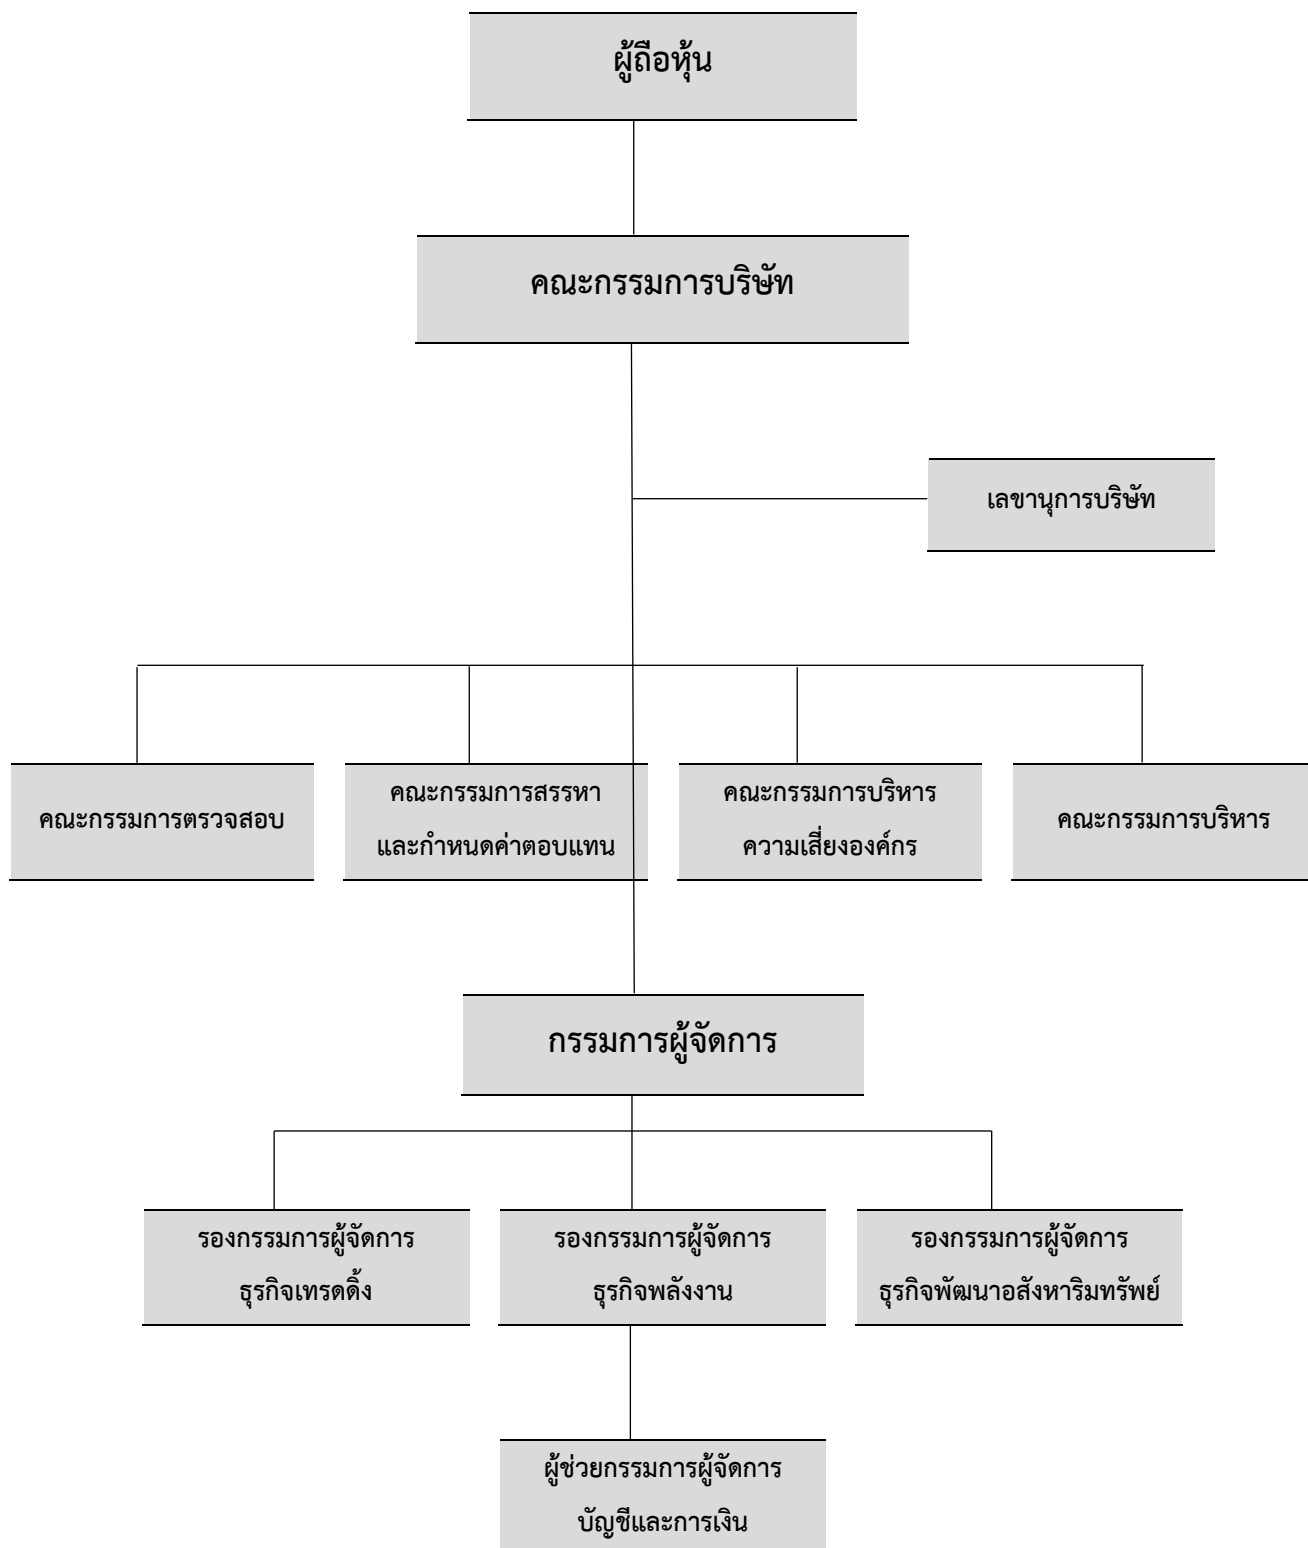 ผู้ถือหุ้น
คณะกรรมการบริษัท
เลขานุการบริษัท
คณะกรรมการตรวจสอบ
คณะกรรมการสรรหา
และกำหนดค่าตอบแทน
คณะกรรมการบริหาร
ความเสี่ยงองค์กร
คณะกรรมการบริหาร
กรรมการผู้จัดการ
รองกรรมการผู้จัดการ
ธุรกิจเทรดดิ้ง
รองกรรมการผู้จัดการ
ธุรกิจพลังงาน
รองกรรมการผู้จัดการ
ธุรกิจพัฒนาอสังหาริมทรัพย์
ผู้ช่วยกรรมการผู้จัดการ
บัญชีและการเงิน